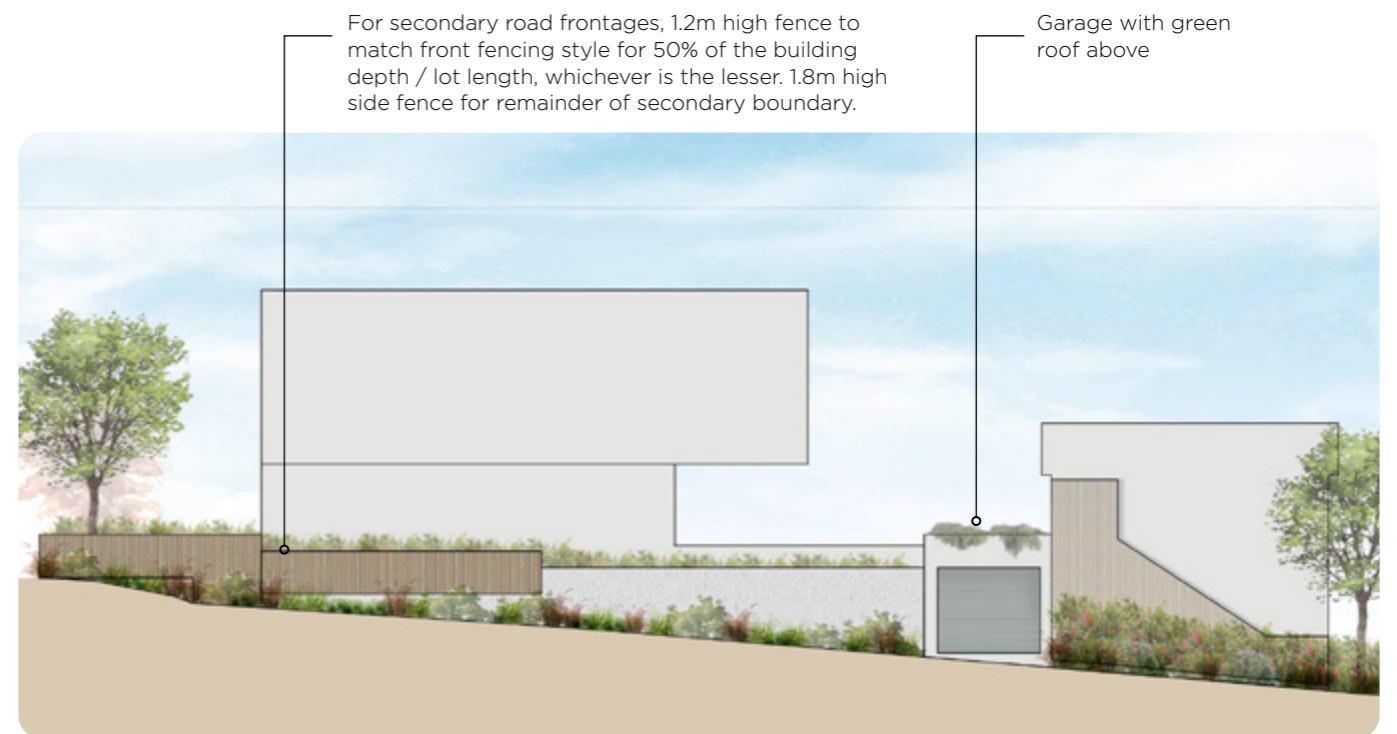 For secondary road frontages, 1.2m high fence to
match front fencing style for 50% of the building
depth / lot length, whichever is the lesser. 1.8m high
side fence for remainder of secondary boundary.
Garage with green
roof above